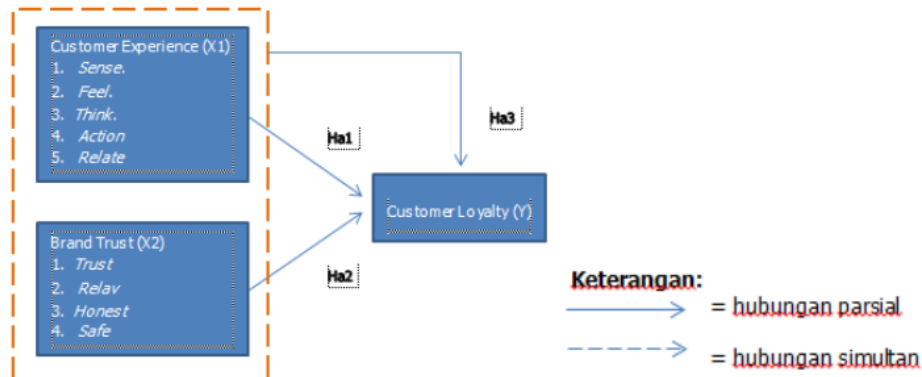 Customer Experience (X1)
1. Sense.
2. Feel.
3. Think.
4. Action
5. Relate
Ha3
Ha1
Customer Loyalty (Y)
Brand Trust (X2)
1. Trust
2. Relav
3. Honest
4. Safe
Ha2
Keterangan:
= hubungan parsial
= hubungan simultan